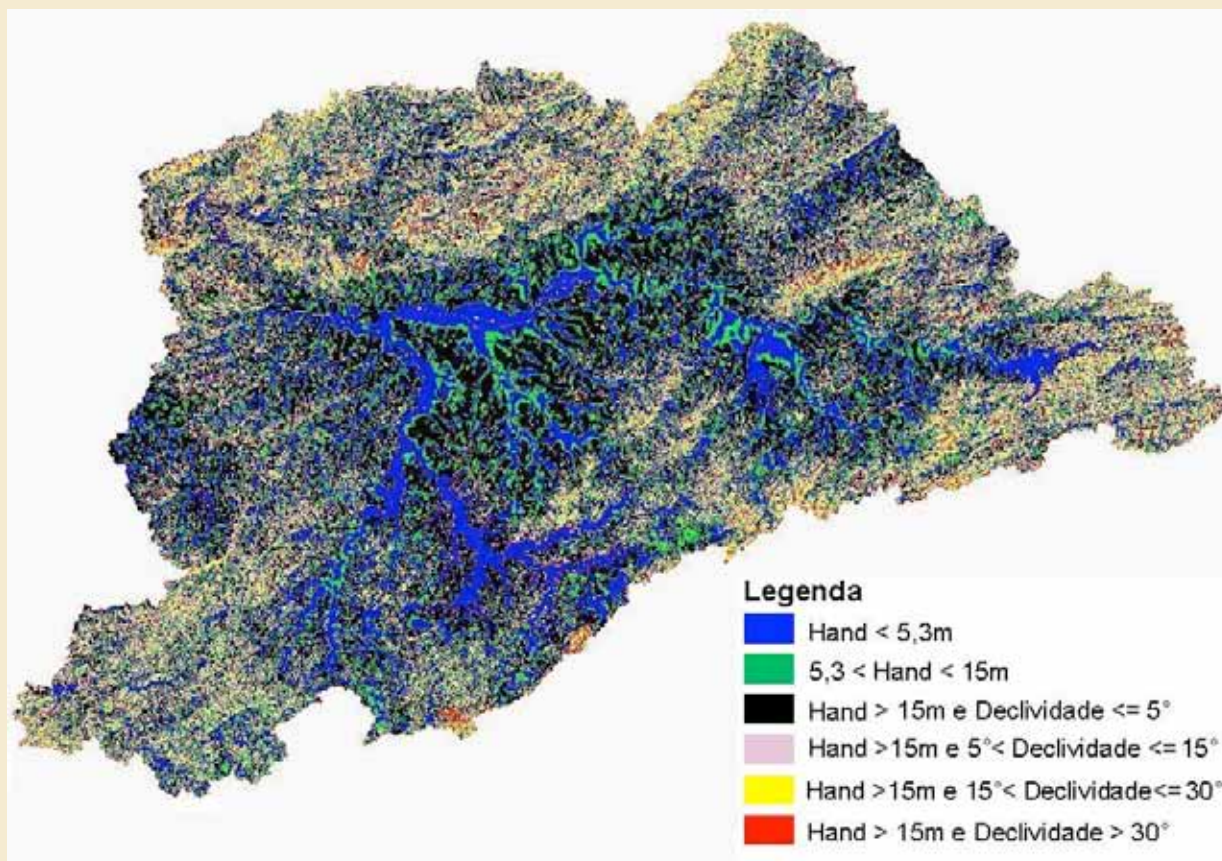 Legenda
Hand < 5,3m
5,3 < Hand < 15m
Hand > 15m e Declividade <= 5°
Hand >15m e 5°< Declividade <= 15°
Hand >15m e 15°< Declividade<= 30°
Hand > 15m e Declividade > 30°